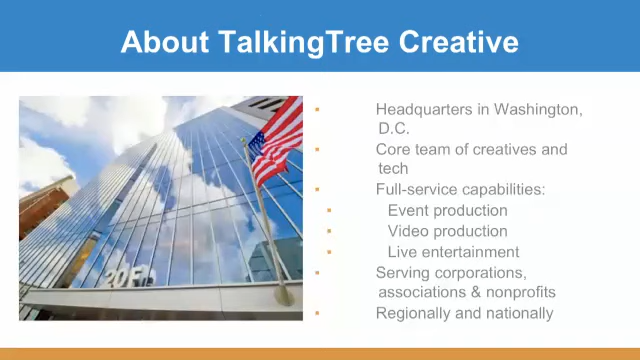 About TalkingTree Creative
Headquarters in Washington,
D.C.
Core team of creatives and
tech
Full-service capabilities:
Event production
Video production
Live entertainment
Serving corporations,
associations & nonprofits
Regionally and nationally